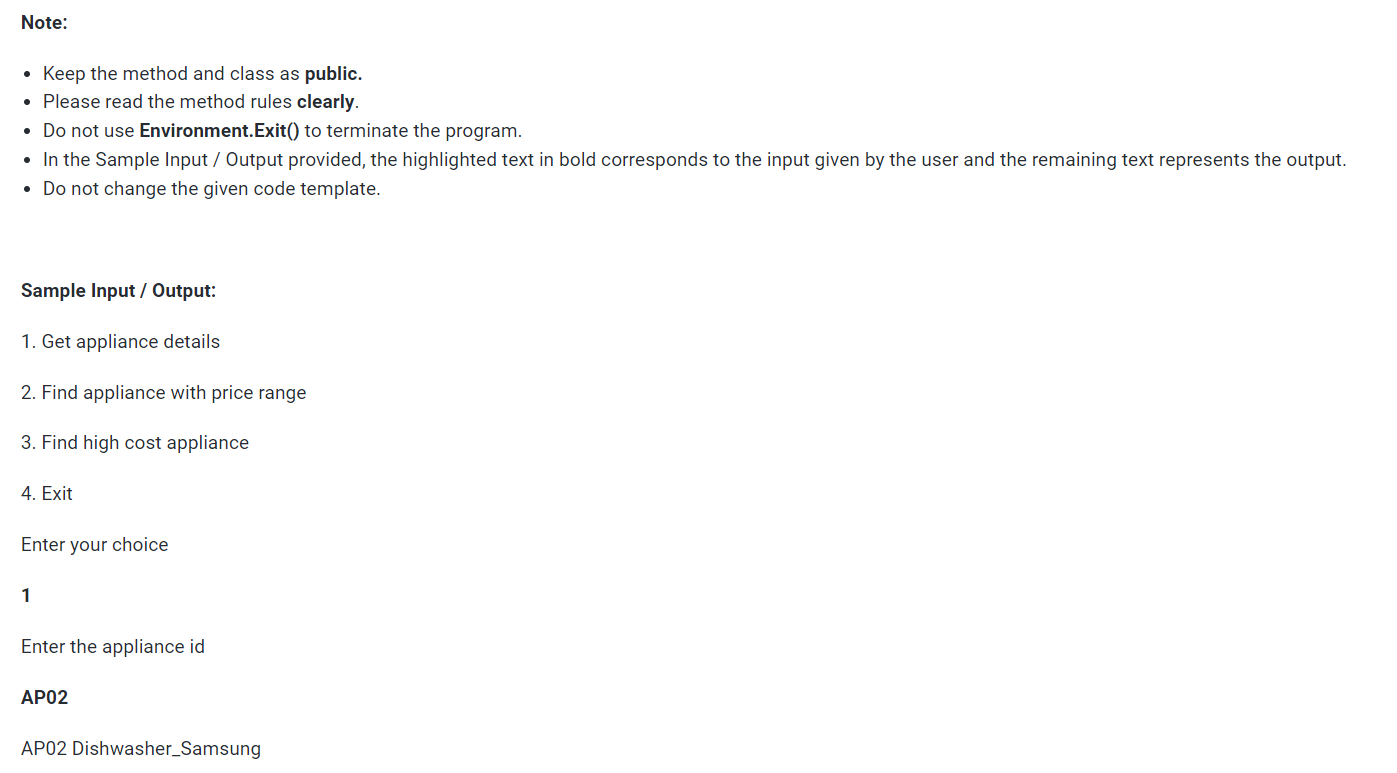 Note:
Keep the method and class as public.
Please read the method rules clearly.
Do not use Environment.Exit() to terminate the program.
In the Sample Input / Output provided, the highlighted text in bold corresponds to the input given by the user and the remaining text represents the output.
Do not change the given code template.
Sample Input / Output:
1. Get appliance details
2. Find appliance with price range
3. Find high cost appliance
4. Exit
Enter your choice
1
Enter the appliance id
AP02
AP02 Dishwasher_Samsung